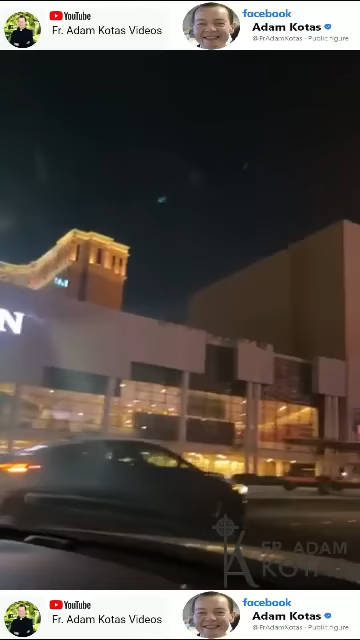 YouTube
Fr. Adam Kotas Videos
facebook
Adam Kotas
@FrAdamKotas · Public figure
N
FR. ADAM
YouTube
Fr. Adam Kotas Videos
facebook
Adam Kotas
@FrAdamKotas · Public figure